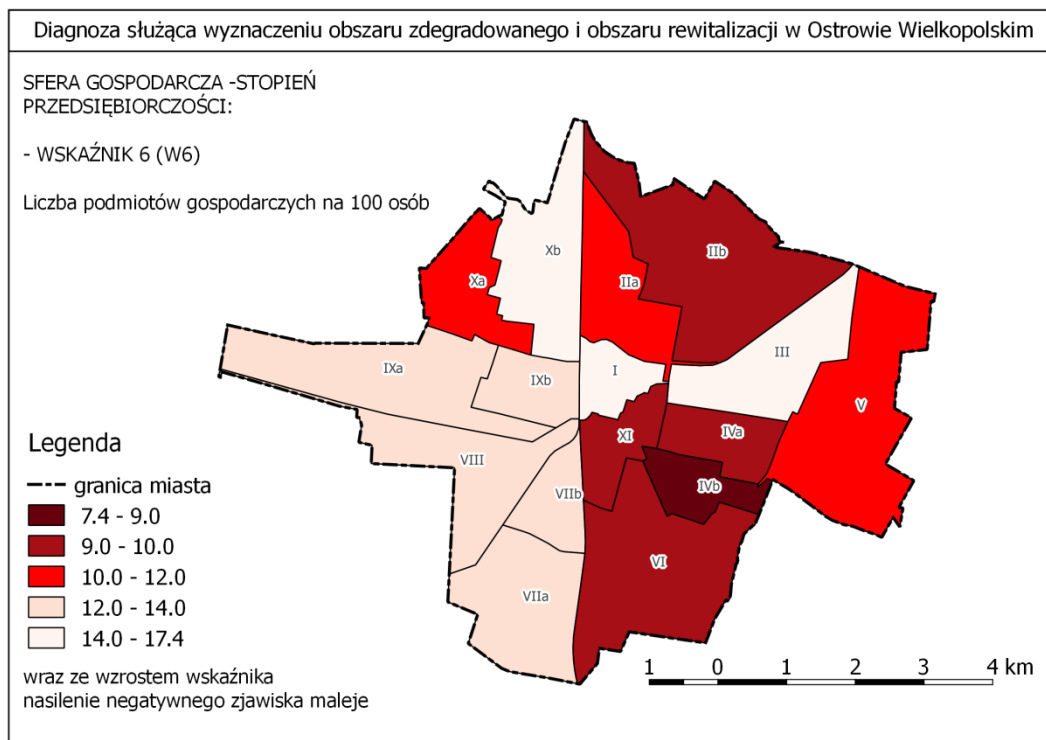 Diagnoza służąca wyznaczeniu obszaru zdegradowanego i obszaru rewitalizacji w Ostrowie Wielkopolskim
SFERA GOSPODARCZA -STOPIEŃ
PRZEDSIĘBIORCZOŚCI:
- WSKAŹNIK 6 (W6)
Liczba podmiotów gospodarczych na 100 osób
Xb
IIb
Xa
IIa
III
IXa
IXb
I
V
XI
IVa
VIII
VIIb
IVb
VI
VIIa
Legenda
granica miasta
7.4 - 9.0
9.0 - 10.0
10.0 - 12.0
12.0 - 14.0
14.0 - 17.4
wraz ze wzrostem wskaźnika
nasilenie negatywnego zjawiska maleje
1 0 1 2 3 4 km